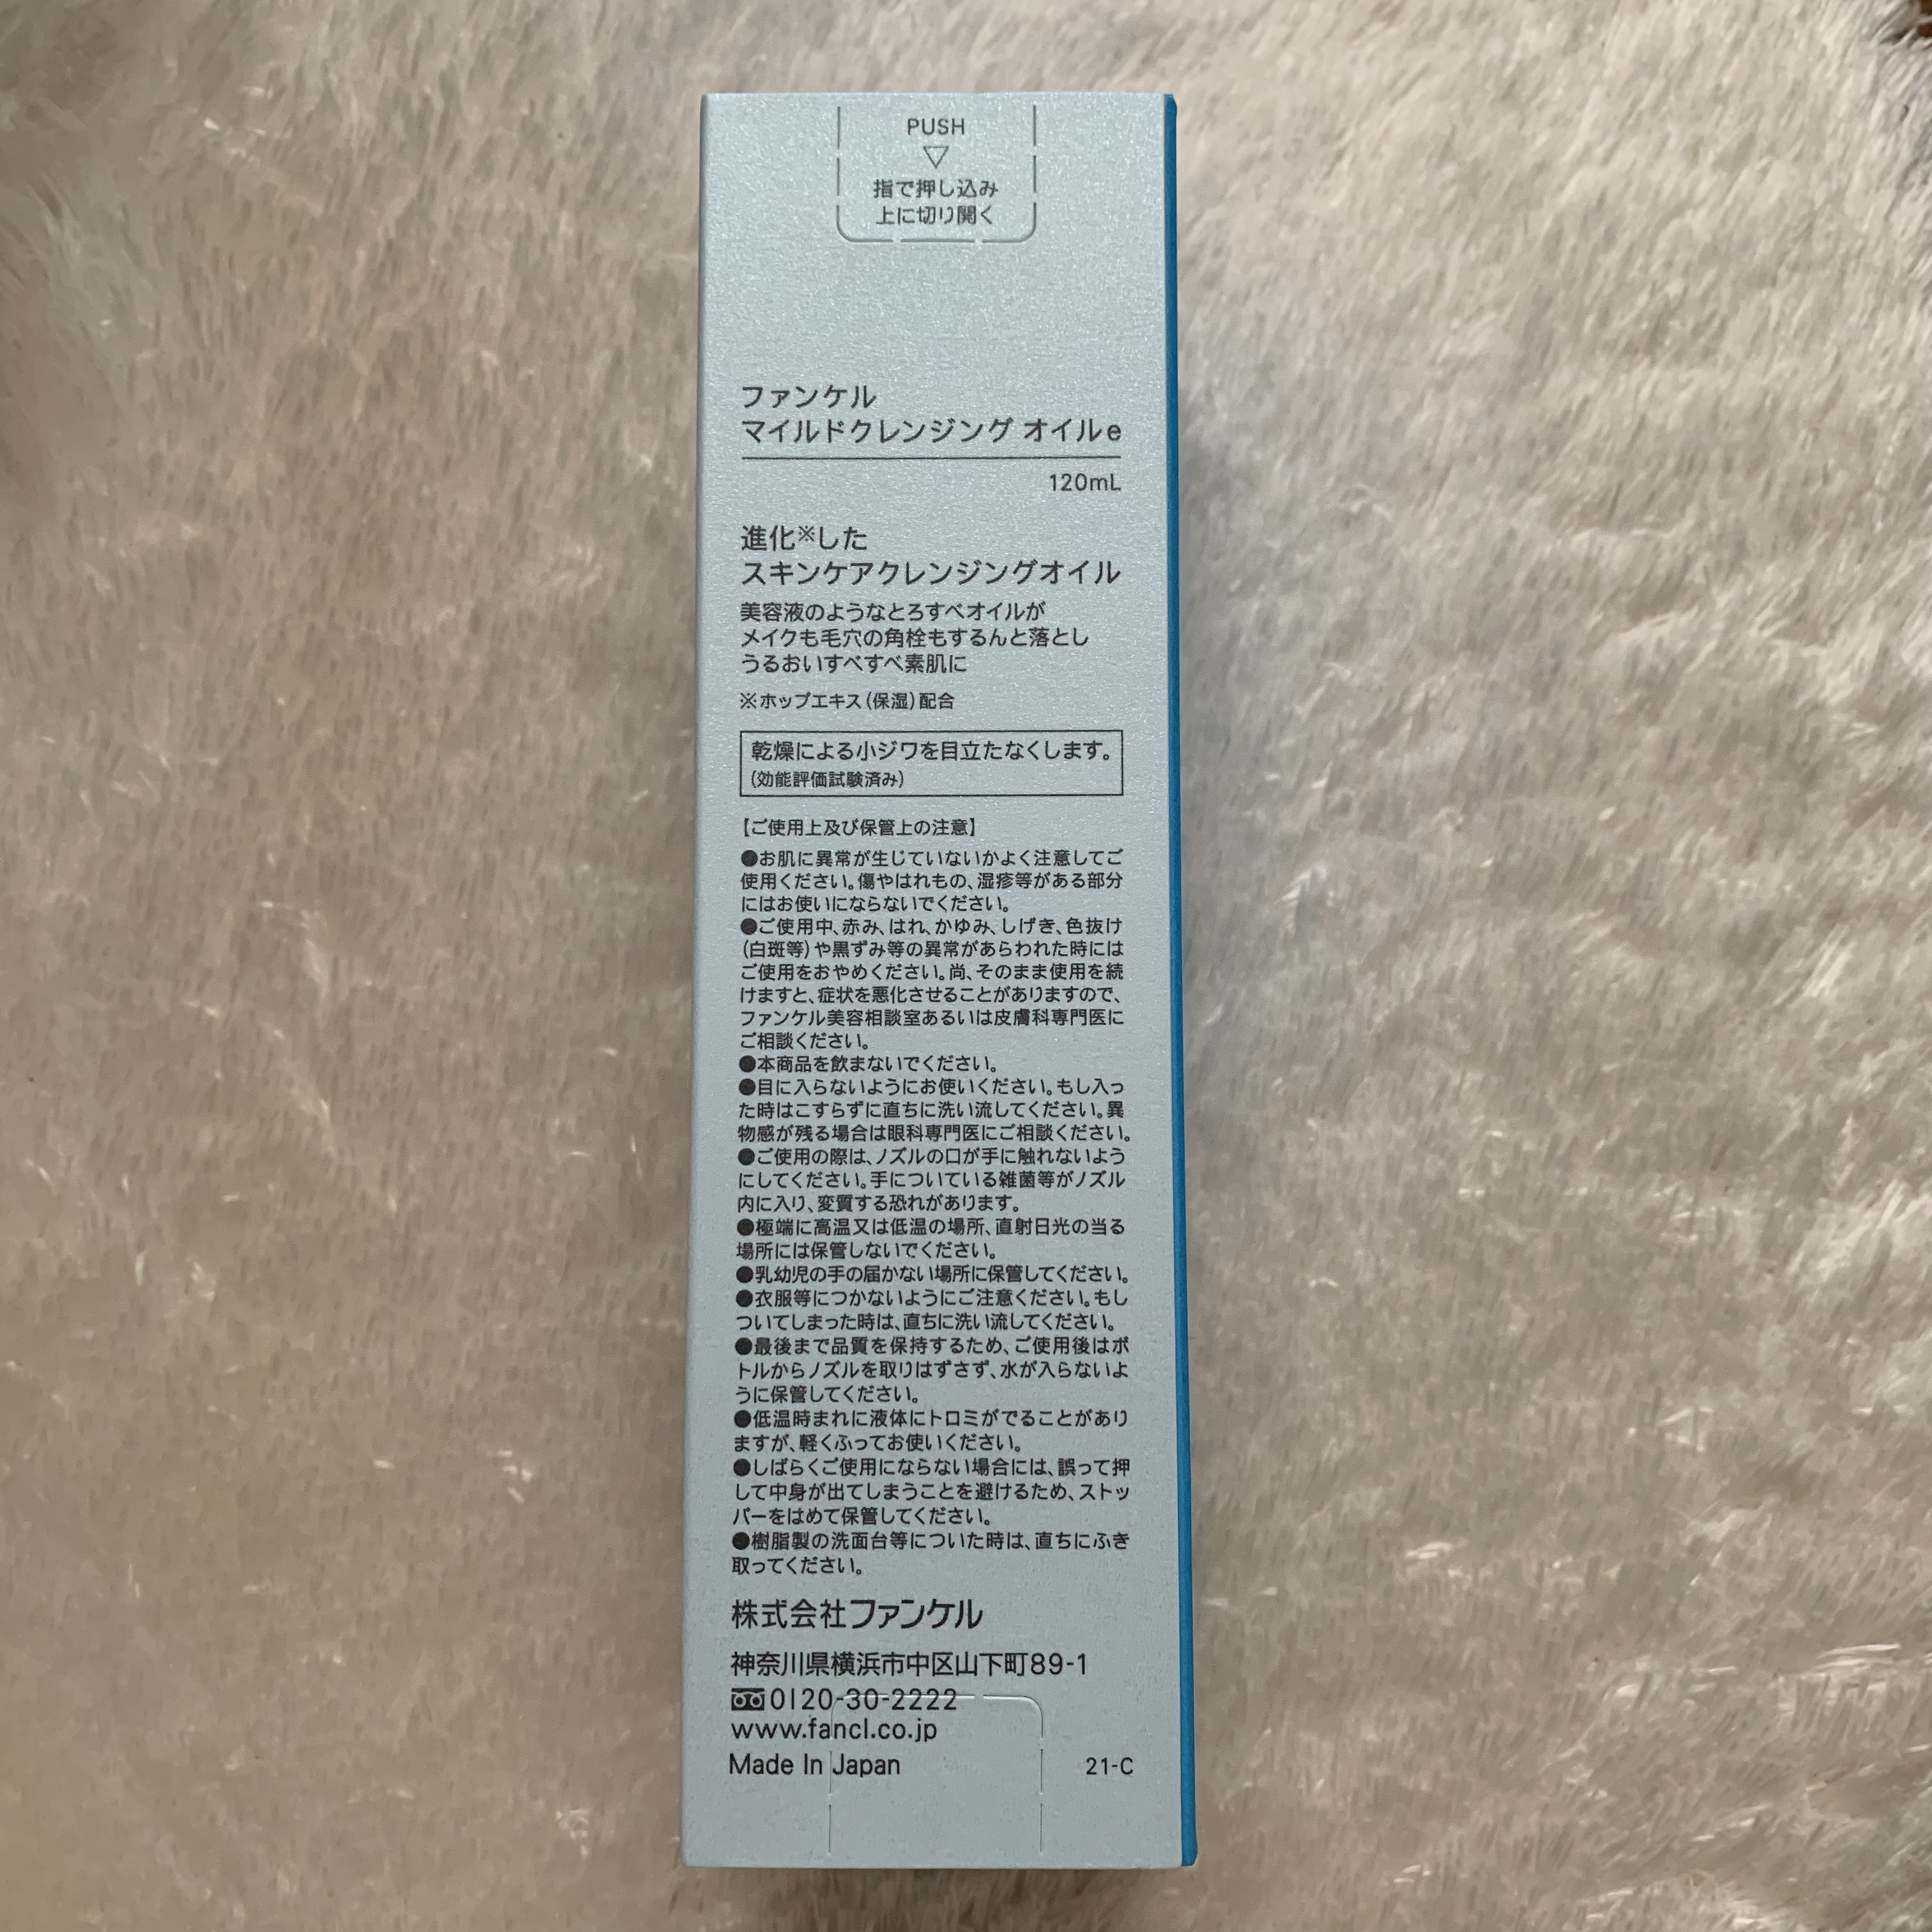 PUSH
▽
指で押し込み
上に切り開く
ファンケル
マイルドクレンジング オイルe
120mL
進化※した
スキンケアクレンジングオイル
美容液のようなとろすべオイルが
メイクも毛穴の角栓もするんと落とし
うるおいすべすべ素肌に
※ホップエキス(保湿)配合
乾燥による小ジワを目立たなくします。
(効能評価試験済み)
【ご使用上及び保管上の注意】
●お肌に異常が生じていないかよく注意してご
使用ください。傷やはれもの、湿疹等がある部分
にはお使いにならないでください。
●ご使用中、赤み、はれ、かゆみ、しげき、色抜け
(白斑等)や黒ずみ等の異常があらわれた時には
ご使用をおやめください。尚、そのまま使用を続
けますと、症状を悪化させることがありますので、
ファンケル美容相談室あるいは皮膚科専門医に
ご相談ください。
●本商品を飲まないでください。
●目に入らないようにお使いください。もし入っ
た時はこすらずに直ちに洗い流してください。異
物感が残る場合は眼科専門医にご相談ください。
●ご使用の際は、ノズルの口が手に触れないよう
にしてください。手についている雑菌等がノズル
内に入り、変質する恐れがあります。
●極端に高温又は低温の場所、直射日光の当る
場所には保管しないでください。
●乳幼児の手の届かない場所に保管してください。
●衣服等につかないようにご注意ください。もし
ついてしまった時は、直ちに洗い流してください。
●最後まで品質を保持するため、ご使用後はボ
トルからノズルを取りはずさず、水が入らないよ
うに保管してください。
●低温時まれに液体にトロミがでることがあり
ますが、軽くふってお使いください。
●しばらくご使用にならない場合には、誤って押
して中身が出てしまうことを避けるため、ストッ
パーをはめて保管してください。
●樹脂製の洗面台等についた時は、直ちにふき
取ってください。
株式会社ファンケル
神奈川県横浜市中区山下町89-1
0120-30-2222
www.fancl.co.jp
Made In Japan
21-C